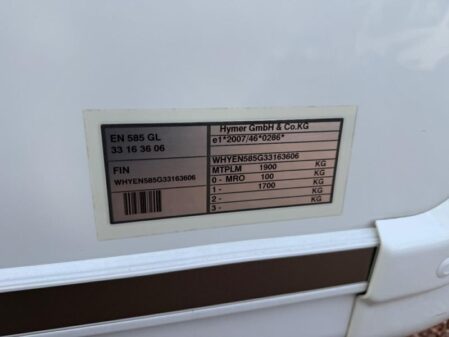 EN 585 GL
33 16 36 06
FIN
WHYEN585G33163606
Hymer GmbH & Co.KG
e1*2007/46*0286*
WHYEN585G33163606
MTPLM 1900 KG
0 - MRO 100 KG
1 - 1700 KG
2 - KG
3 -